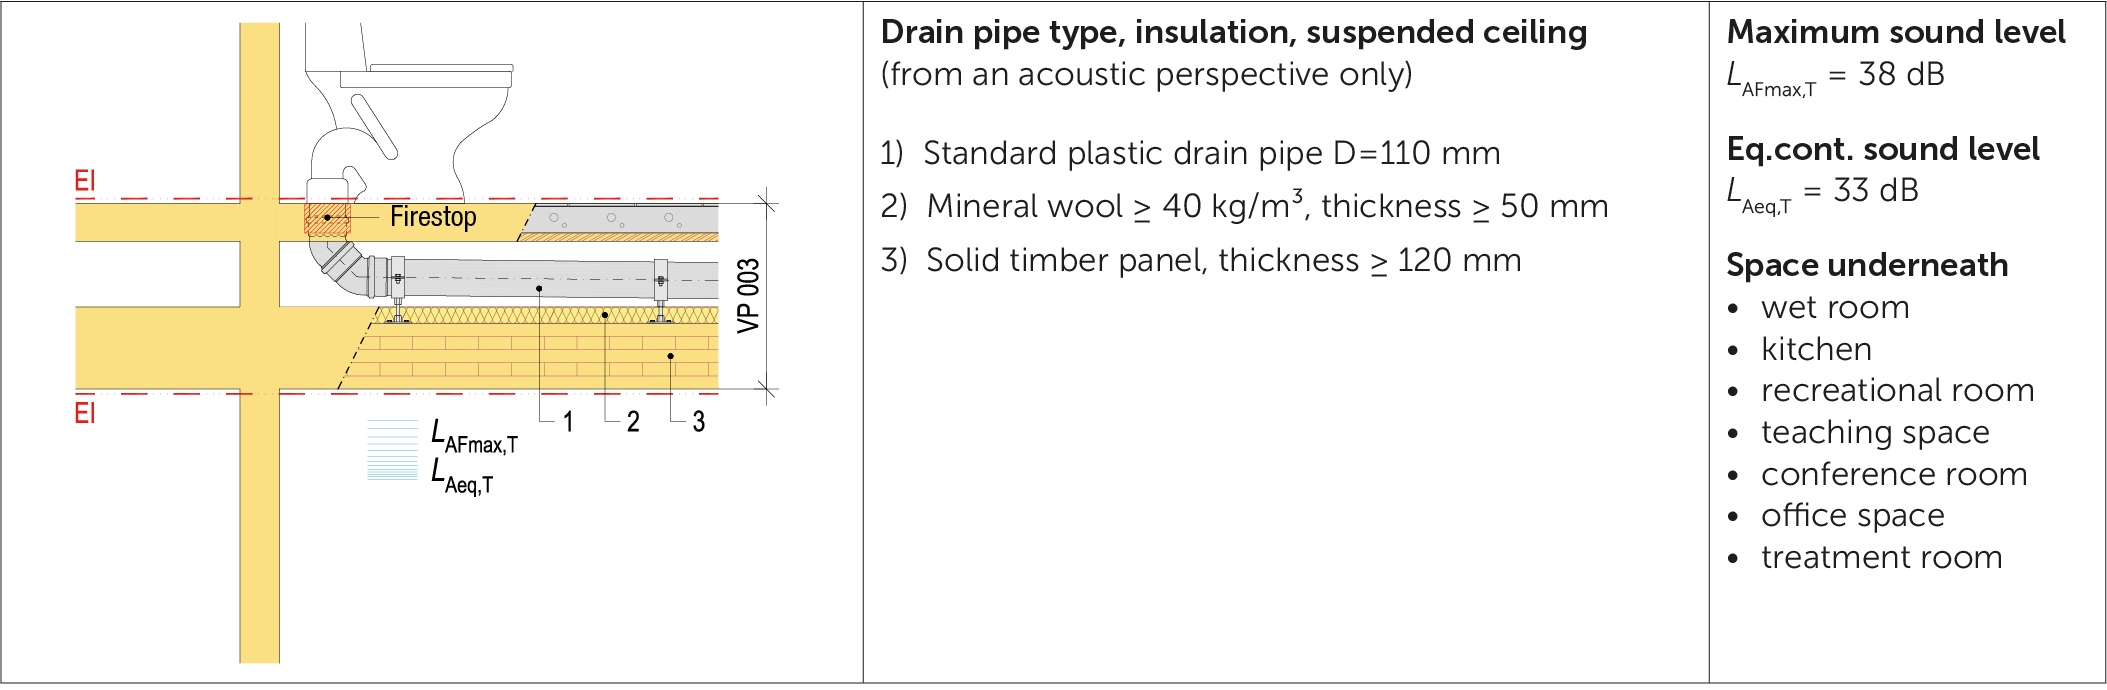 EI
Firestop
VP 003
EI
1
2
3
LAFmax,T
LAeq,T
Drain pipe type, insulation, suspended ceiling
(from an acoustic perspective only)
1) Standard plastic drain pipe D=110 mm
2) Mineral wool ≥ 40 kg/m³, thickness ≥ 50 mm
3) Solid timber panel, thickness ≥ 120 mm
Maximum sound level
LAFmax,T = 38 dB
Eq.cont. sound level
LAeq,T = 33 dB
Space underneath
• wet room
• kitchen
• recreational room
• teaching space
• conference room
• office space
• treatment room